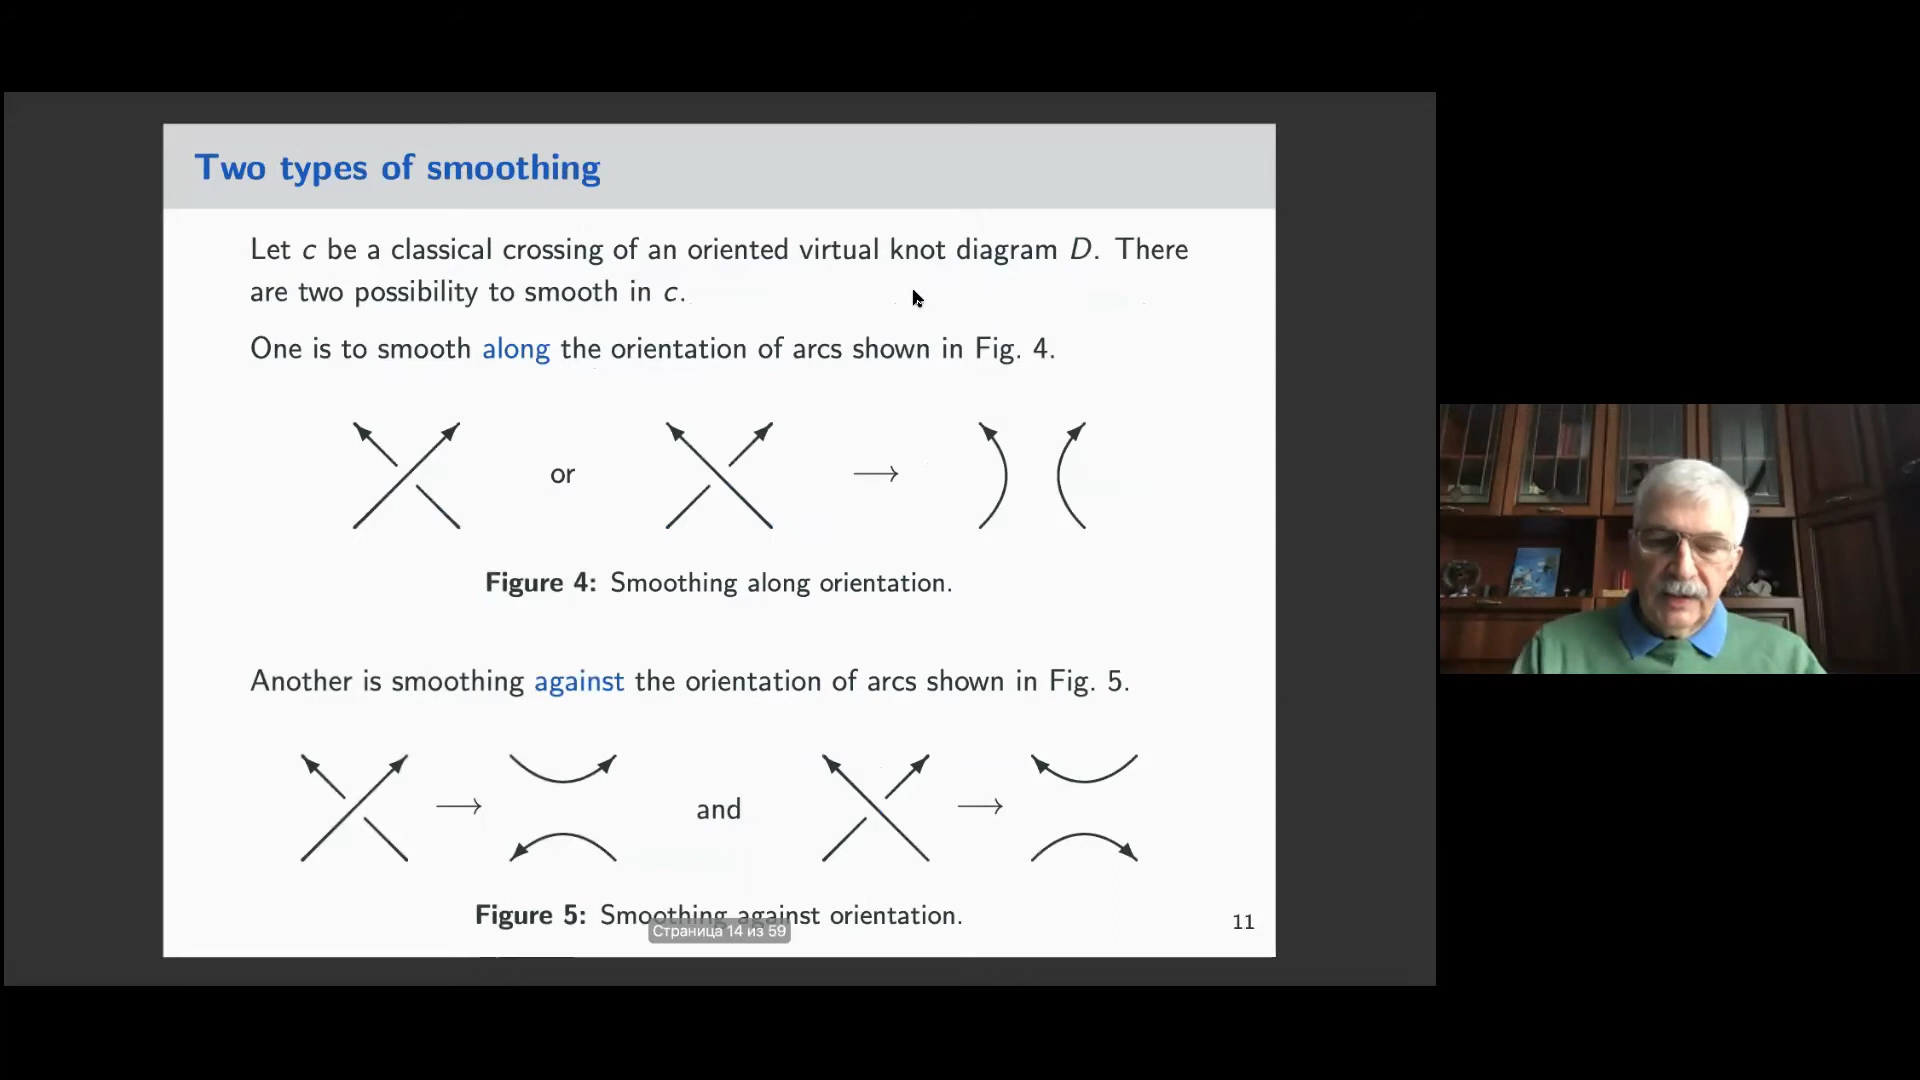 Two types of smoothing
Let c be a classical crossing of an oriented virtual knot diagram D. There
are two possibility to smooth in c.
One is to smooth along the orientation of arcs shown in Fig. 4.
or
Figure 4: Smoothing along orientation.
Another is smoothing against the orientation of arcs shown in Fig. 5.
and
Figure 5: Smoothing against orientation.
Страница 14 из 59
11